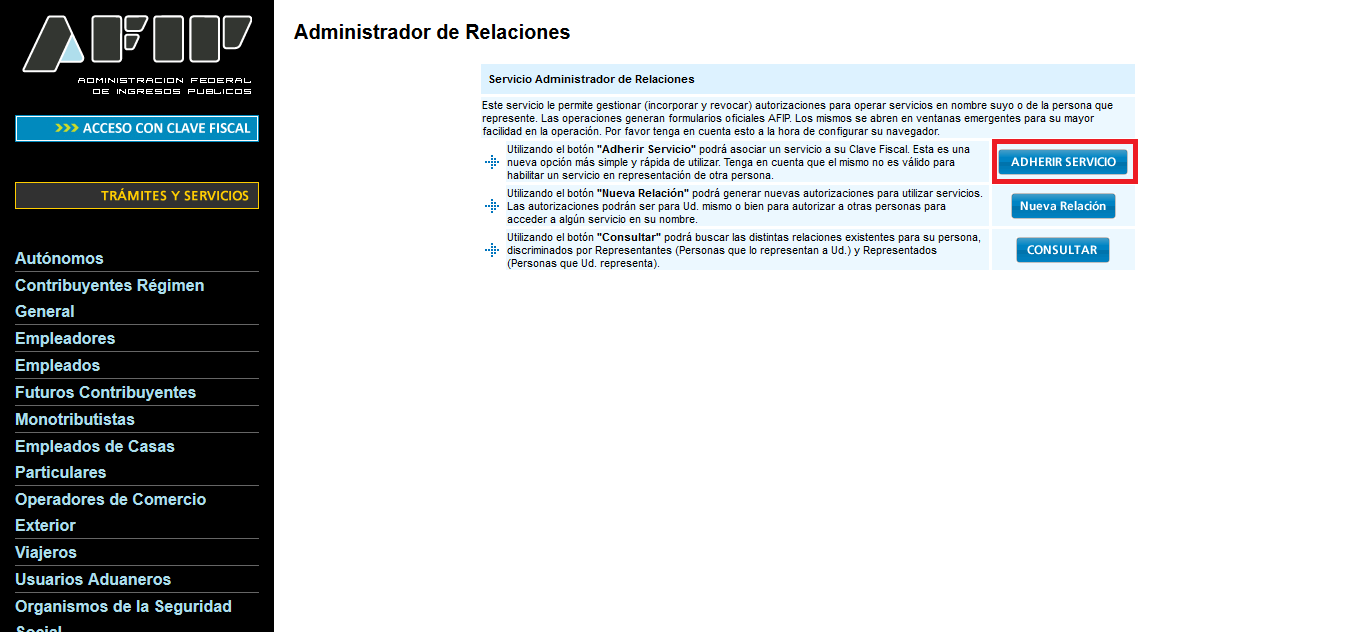 AFIP
ADMINISTRACION FEDERAL
DE INGRESOS PUBLICOS
>>> ACCESO CON CLAVE FISCAL
TRÁMITES Y SERVICIOS
Autónomos
Contribuyentes Régimen
General
Empleadores
Empleados
Futuros Contribuyentes
Monotributistas
Empleados de Casas
Particulares
Operadores de Comercio
Exterior
Viajeros
Usuarios Aduaneros
Organismos de la Seguridad
Social
Administrador de Relaciones
Servicio Administrador de Relaciones
Este servicio le permite gestionar (incorporar y revocar) autorizaciones para operar servicios en nombre suyo o de la persona que
represente. Las operaciones generan formularios oficiales AFIP. Los mismos se abren en ventanas emergentes para su mayor
facilidad en la operación. Por favor tenga en cuenta esto a la hora de configurar su navegador.
Utilizando el botón "Adherir Servicio" podrá asociar un servicio a su Clave Fiscal. Esta es una
nueva opción más simple y rápida de utilizar. Tenga en cuenta que el mismo no es válido para
habilitar un servicio en representación de otra persona.
ADHERIR SERVICIO
Utilizando el botón "Nueva Relación" podrá generar nuevas autorizaciones para utilizar servicios.
Las autorizaciones podrán ser para Ud. mismo o bien para autorizar a otras personas para
acceder a algún servicio en su nombre.
Nueva Relación
Utilizando el botón "Consultar" podrá buscar las distintas relaciones existentes para su persona,
discriminados por Representantes (Personas que lo representan a Ud.) y Representados
(Personas que Ud. representa).
CONSULTAR